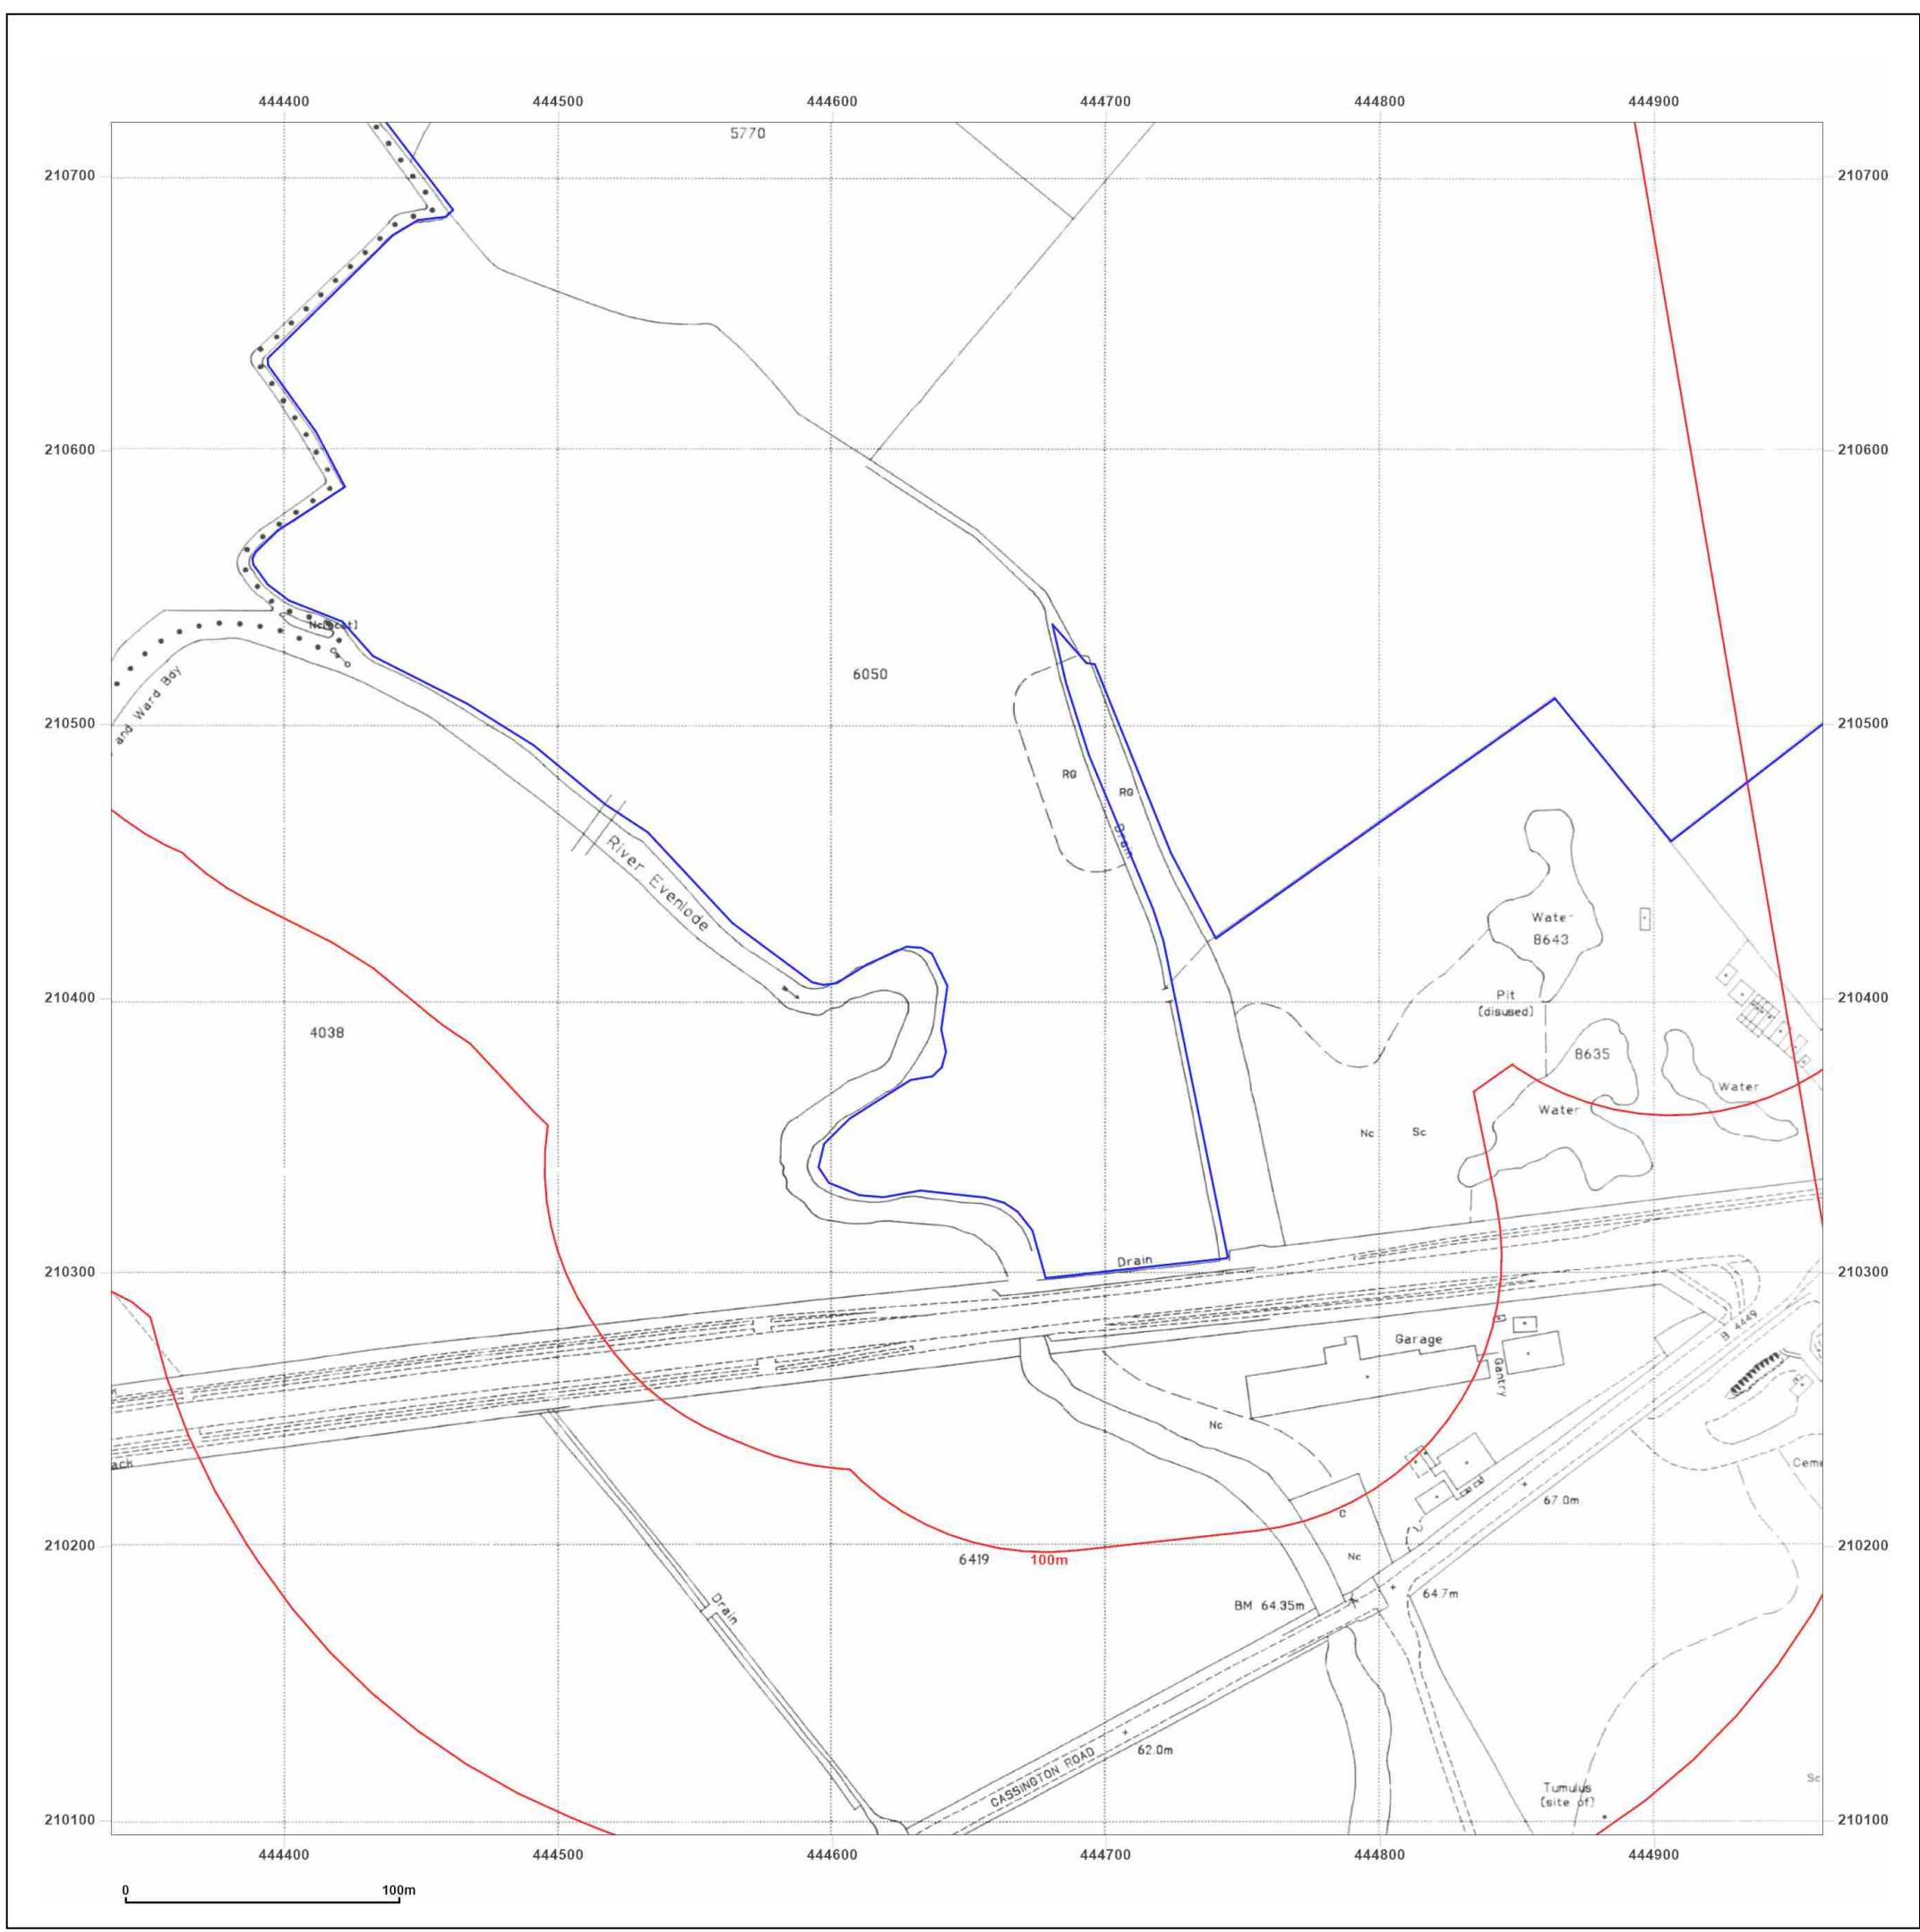 444400 444500 444600 444700 444800 444900
5770
210700 210700
210600 210600
and Ward Bdy
6050
210500 210500
RG
RG
Drain
River Evenlode
Water
8643
210400 210400
Pit
(disused)
4038
8635
Water
Water
Nc Sc
Drain
210300 210300
B 4449
Garage
Gantry
Nc
ack
Ceme
67.0m
C
210200 210200
Nc
6419 100m
64.7m
BM 64.35m
Drain
62.0m
CASSINGTON ROAD
Sc
Tumulus
(site of)
210100 210100
444400 444500 444600 444700 444800 444900
0 100m